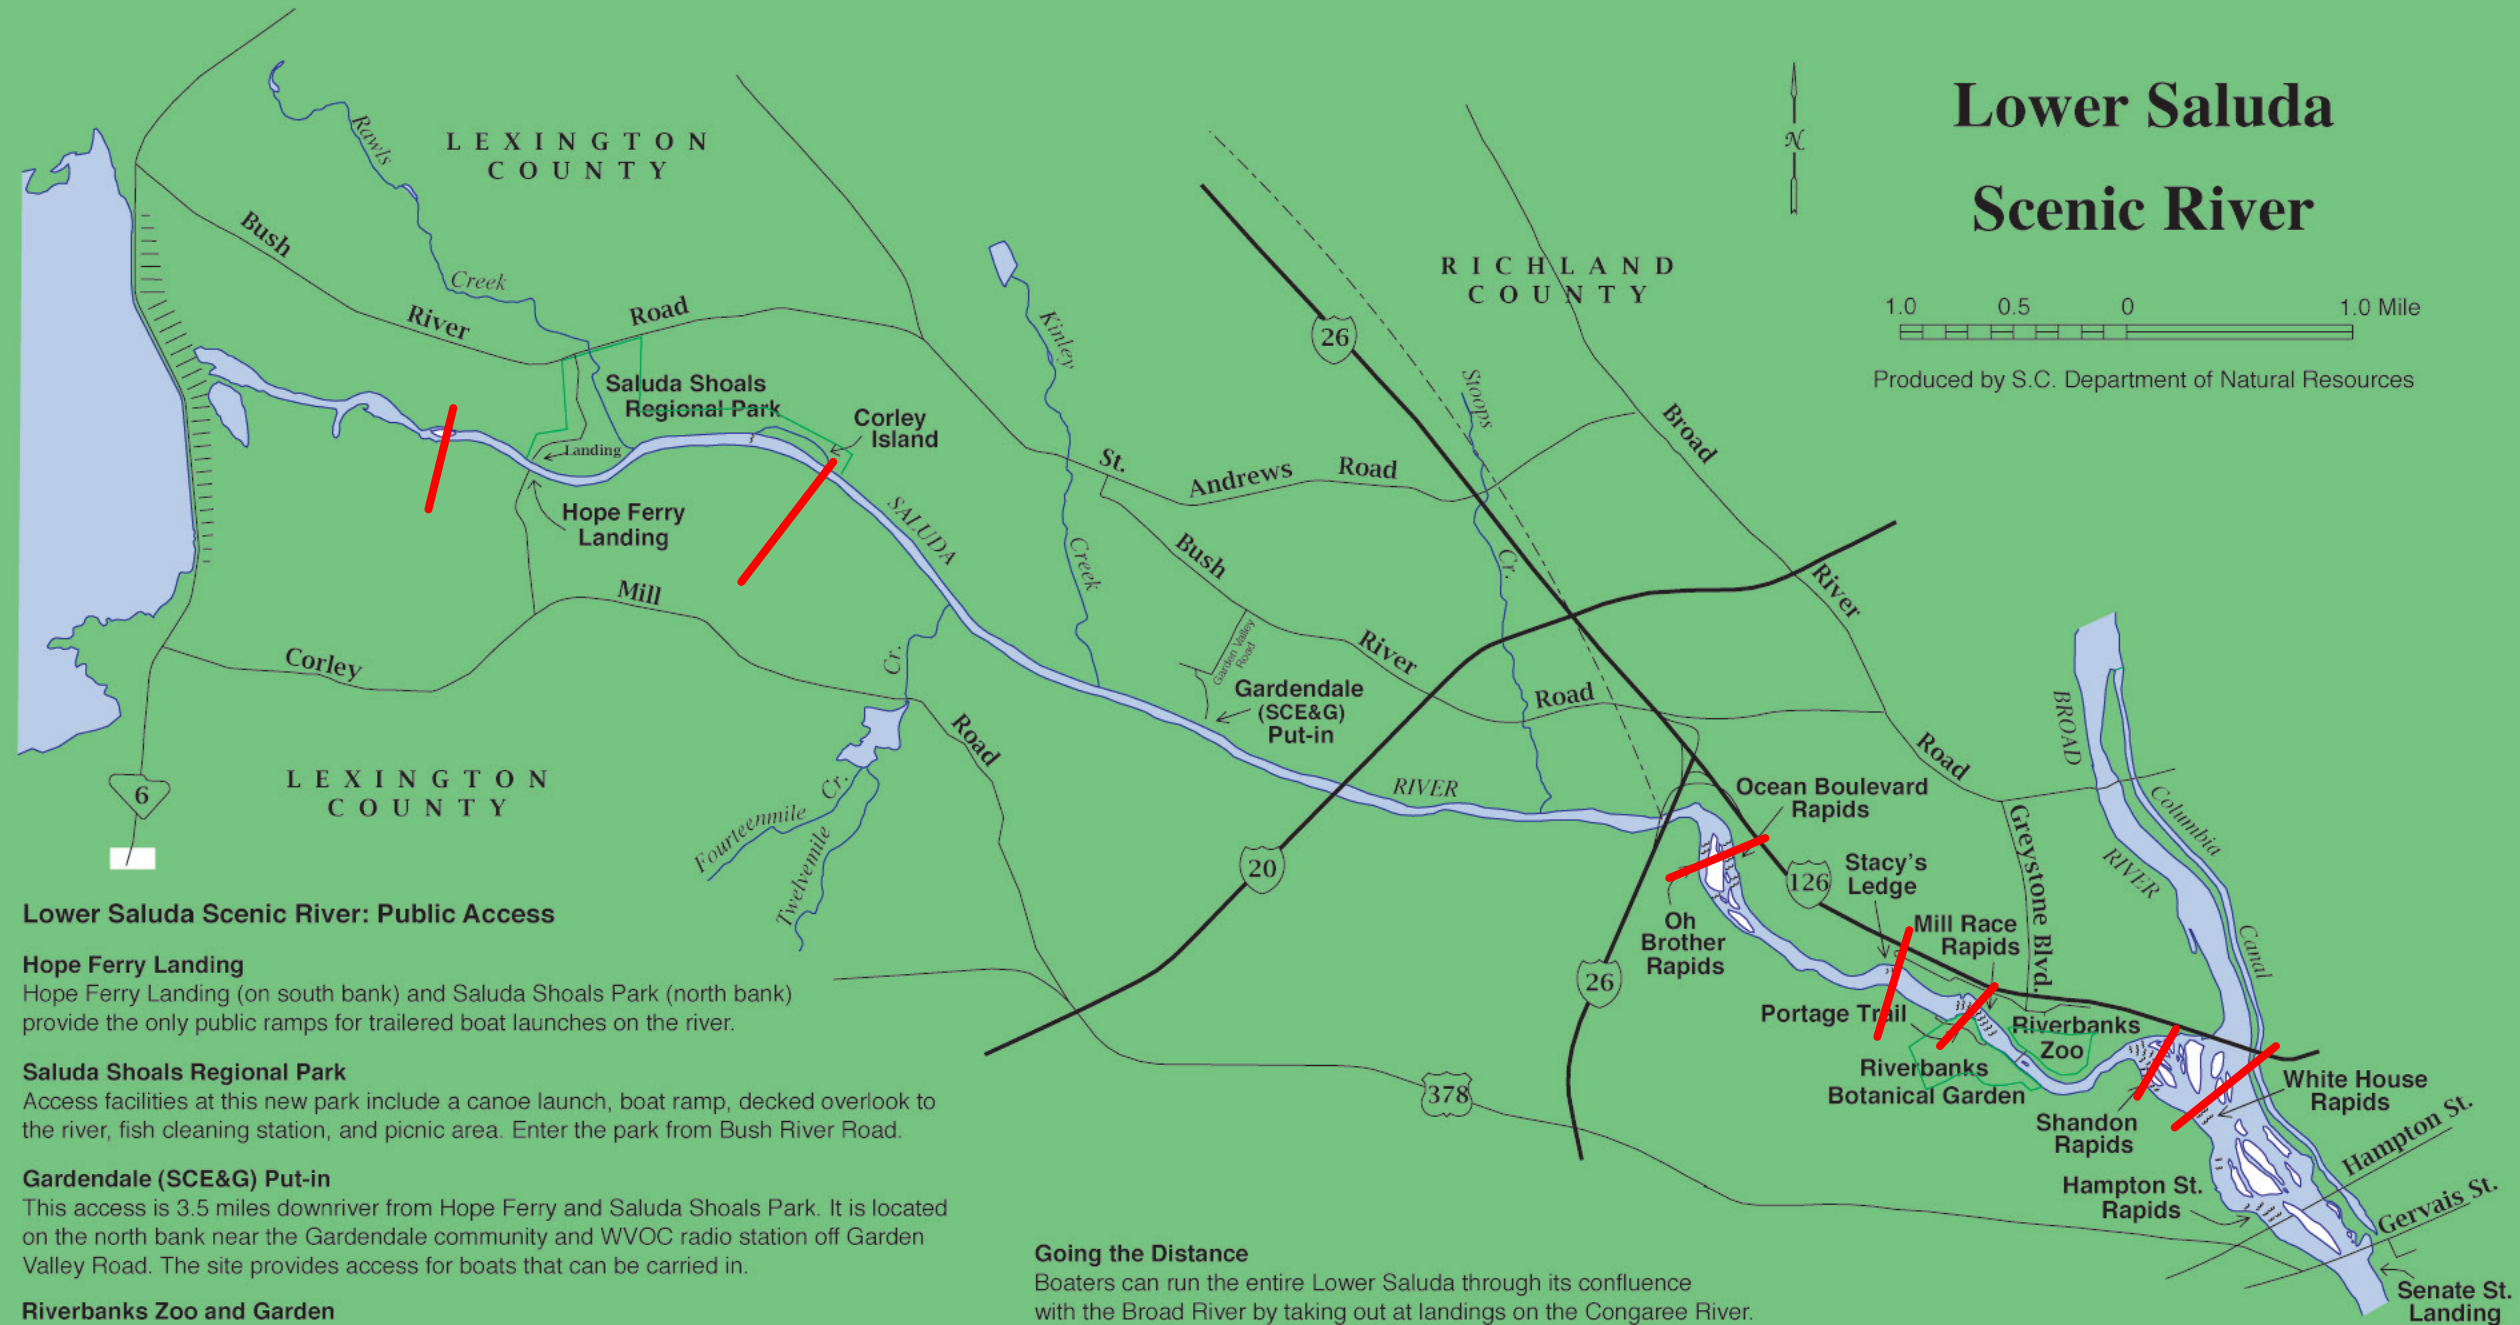 Lower Saluda
Scenic River
1.0 0.5 0 1.0 Mile
Produced by S.C. Department of Natural Resources
N
LEXINGTON
COUNTY
Rawls
Creek
Bush
River
Road
Saluda Shoals
Regional Park
Corley
Island
Landing
Hope Ferry
Landing
SALUDA
Mill
Corley
Road
Kinley
Creek
RICHLAND
COUNTY
26
Stoops
Cr.
Broad
River
Road
St.
Andrews
Road
Bush
River
Road
Garden Valley
Road
Gardendale
(SCE&G)
Put-in
RIVER
Cr.
Fourteenmile
Cr.
Twelvemile
LEXINGTON
COUNTY
6
20
26
126
378
Ocean Boulevard
Rapids
Stacy's
Ledge
Oh
Brother
Rapids
Mill Race
Rapids
Portage Trail
Greystone Blvd.
BROAD
RIVER
Columbia
Canal
Riverbanks
Zoo
Riverbanks
Botanical Garden
Shandon
Rapids
White House
Rapids
Hampton St.
Hampton St.
Rapids
Gervais St.
Senate St.
Landing
Lower Saluda Scenic River: Public Access
Hope Ferry Landing
Hope Ferry Landing (on south bank) and Saluda Shoals Park (north bank)
provide the only public ramps for trailered boat launches on the river.
Saluda Shoals Regional Park
Access facilities at this new park include a canoe launch, boat ramp, decked overlook to
the river, fish cleaning station, and picnic area. Enter the park from Bush River Road.
Gardendale (SCE&G) Put-in
This access is 3.5 miles downriver from Hope Ferry and Saluda Shoals Park. It is located
on the north bank near the Gardendale community and WVOC radio station off Garden
Valley Road. The site provides access for boats that can be carried in.
Riverbanks Zoo and Garden
Going the Distance
Boaters can run the entire Lower Saluda through its confluence
with the Broad River by taking out at landings on the Congaree River.